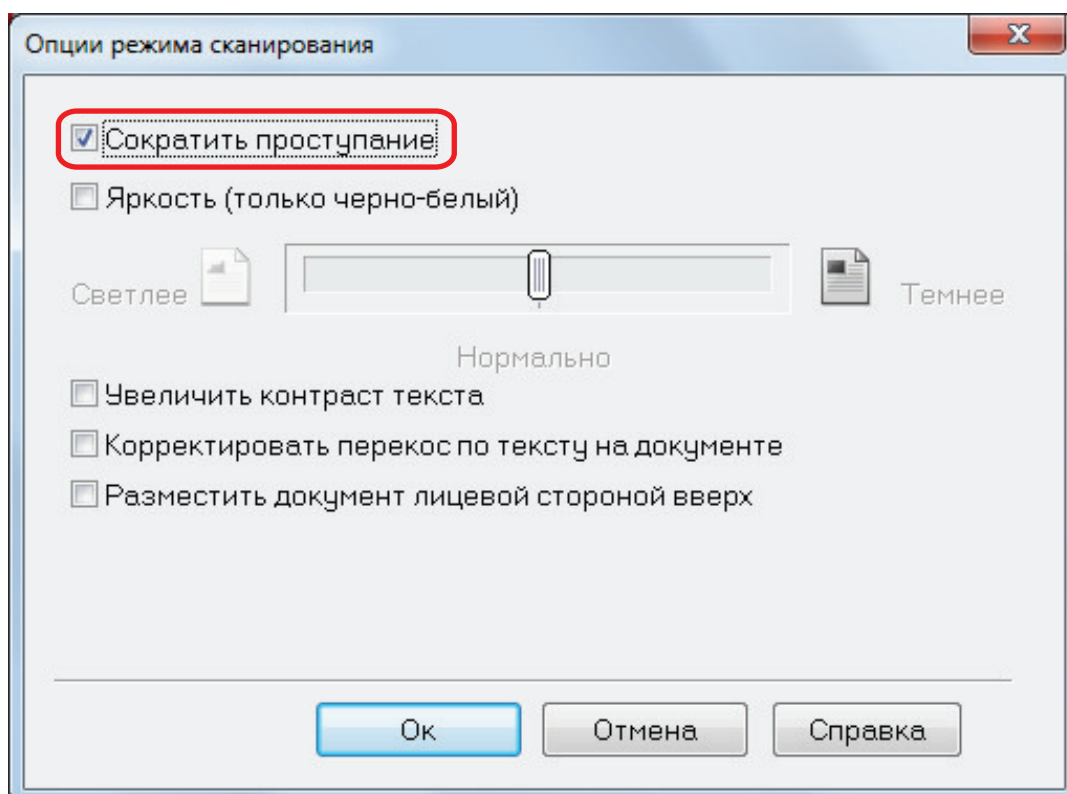 Опции режима сканирования
Сократить проступание
Яркость (только черно-белый)
Светлее
Темнее
Нормально
Увеличить контраст текста
Корректировать перекос по тексту на документе
Разместить документ лицевой стороной вверх
Ок
Отмена
Справка